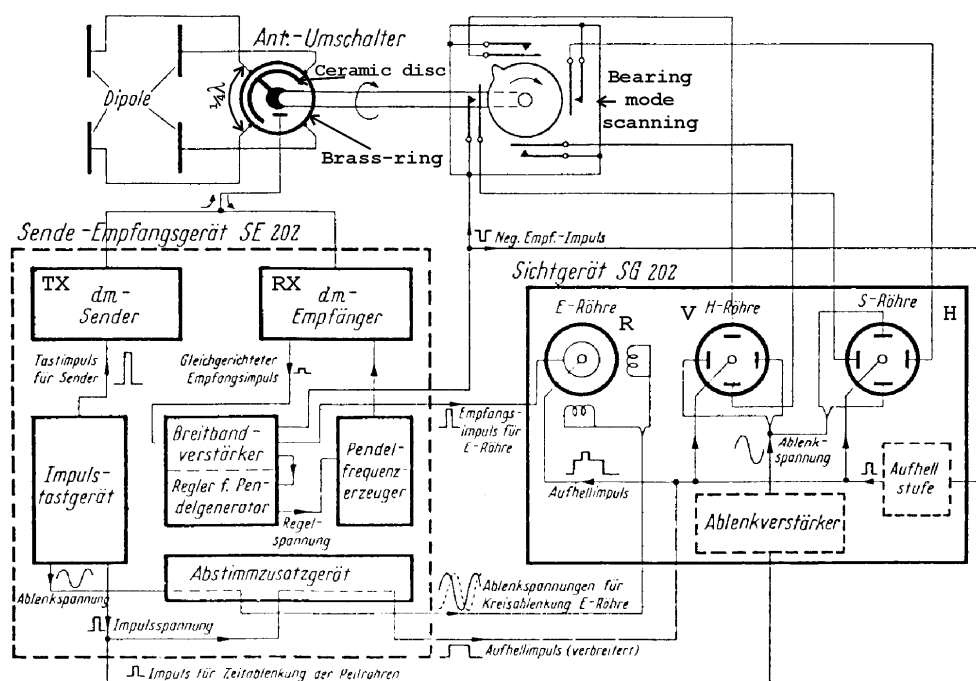 Ant.-Umschalter
Ceramic disc
¼λ
Dipole
Brass-ring
Bearing
mode
scanning
Sende-Empfangsgerät SE 202
Neg. Empf.-Impuls
Sichtgerät SG 202
TX
dm-
Sender
RX
dm-
Empfänger
E-Röhre
R
V
H-Röhre
S-Röhre
H
Tastimpuls
für Sender
Gleichgerichteter
Empfangsimpuls
Impuls
tastgerät
Breitband-
verstärker
Regler f. Pen-
delgenerator
Pendel-
frequenz-
erzeuger
Regel-
spannung
Empfangs-
impuls für
E-Röhre
Aufhellimpuls
Ablenk-
spannung
Aufhell
stufe
Ablenkverstärker
Abstimmzusatzgerät
Ablenkspannung
Ablenkspannungen für
Kreisablenkung E-Röhre
Impulsspannung
Aufhellimpuls (verbreitert)
Impuls für Zeitablenkung der Peilröhren